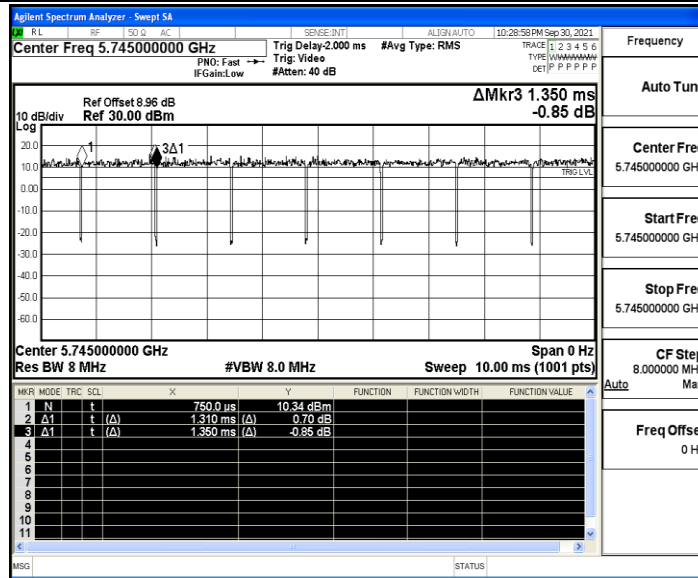 Agilent Spectrum Analyzer - Swept SA
RL RF 50 Ω AC SENSE:INT ALIGN AUTO 10:28:58 PM Sep 30, 2021
Center Freq 5.745000000 GHz
PNO: Fast
IFGain:Low
Trig Delay-2.000 ms
Trig: Video
#Atten: 40 dB
#Avg Type: RMS
TRACE 1 2 3 4 5 6
TYPE
DET P P P P P P
Frequency
Auto Tun
ΔMkr3 1.350 ms
-0.85 dB
Ref Offset 8.96 dB
10 dB/div Ref 30.00 dBm
Log
20.0
10.0
0.00
-10.0
-20.0
-30.0
-40.0
-50.0
-60.0
1
3Δ1
TRIG LVL
Center Fre
5.745000000 GH
Start Fre
5.745000000 GH
Stop Fre
5.745000000 GH
CF Ste
8.000000 MH
Auto Ma
Freq Offse
0 H
Center 5.745000000 GHz Span 0 Hz
Res BW 8 MHz #VBW 8.0 MHz Sweep 10.00 ms (1001 pts)
MKR MODE TRC SCL X Y FUNCTION FUNCTION WIDTH FUNCTION VALUE
1 N t 750.0 µs 10.34 dBm
2 Δ1 t (Δ) 1.310 ms (Δ) 0.70 dB
3 Δ1 t (Δ) 1.350 ms (Δ) -0.85 dB
4
5
6
7
8
9
10
11
MSG STATUS